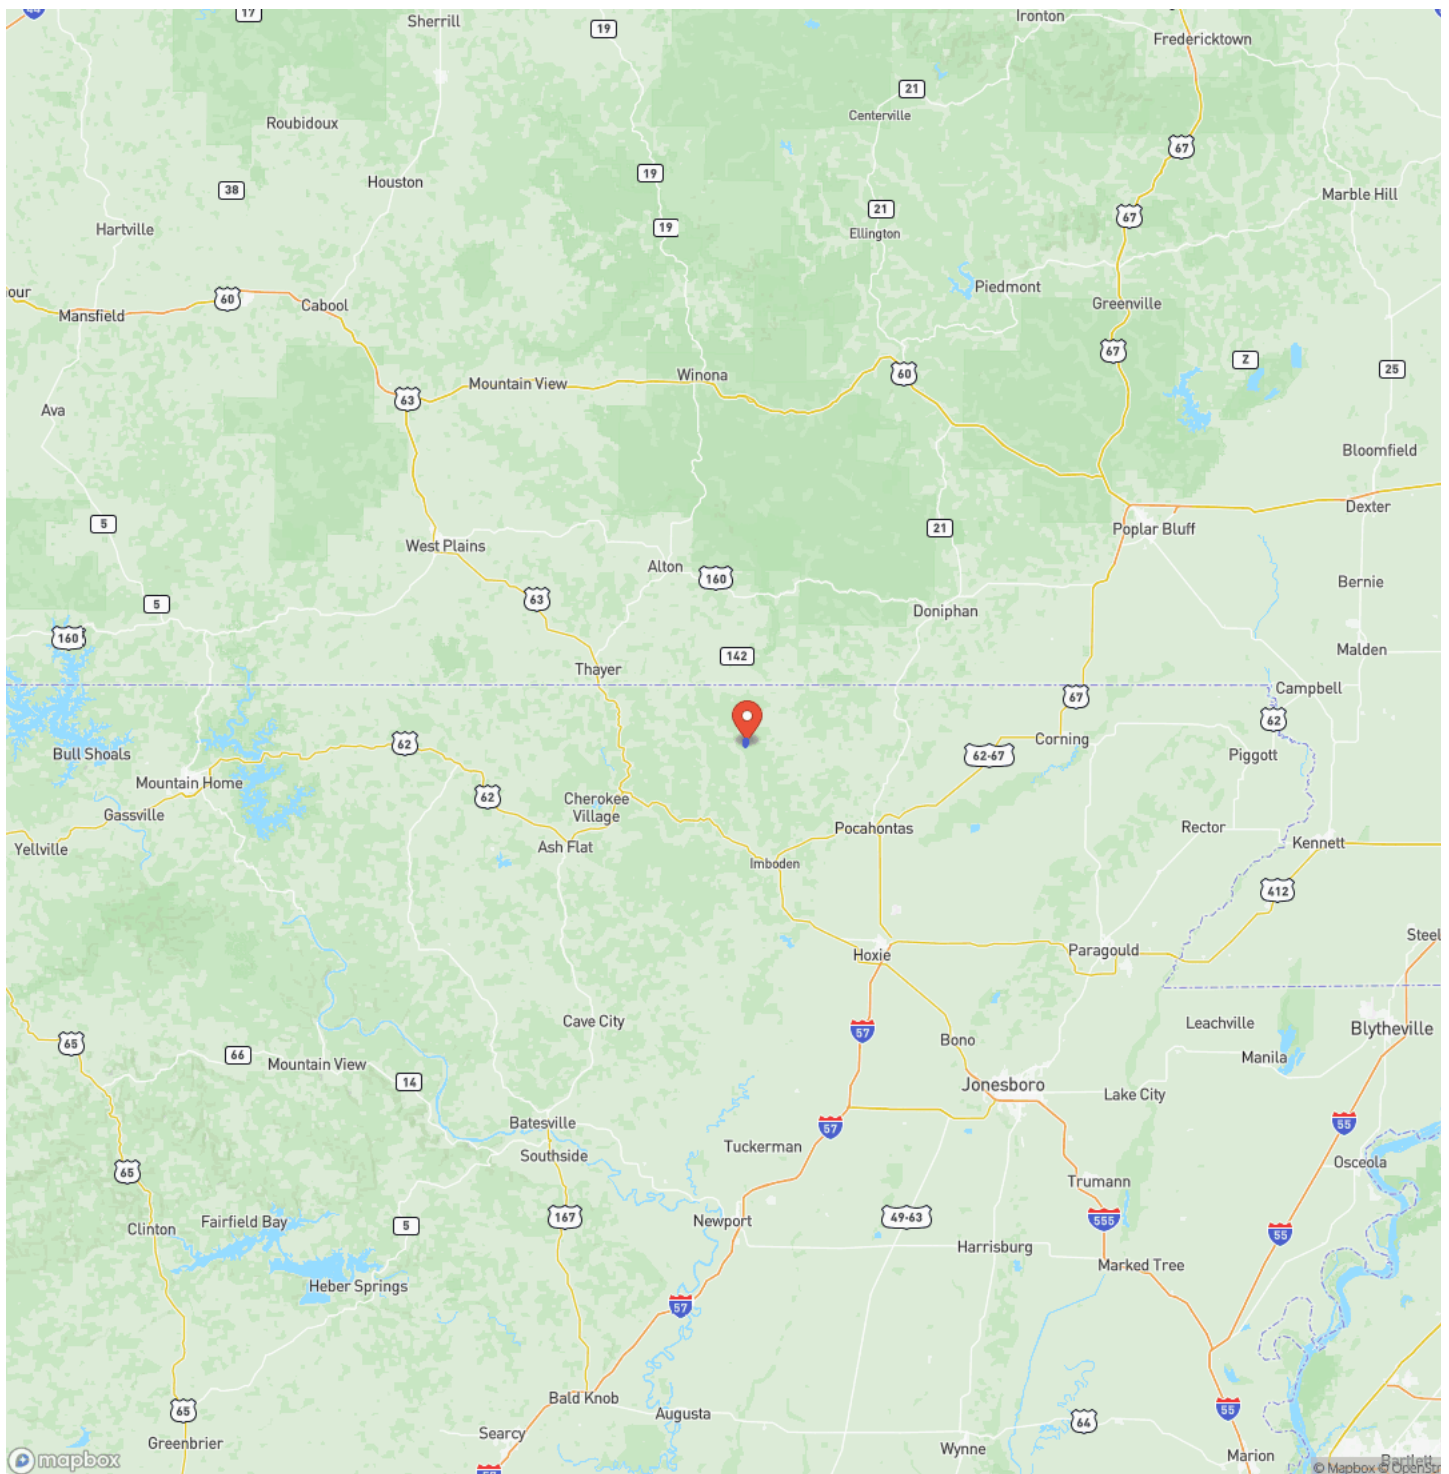 44
17
Sherrill
19
Ironton
Fredericktown
21
Centerville
Roubidoux
67
19
Houston
38
Marble Hill
21
67
19
Hartville
Ellington
Piedmont
our
60
Cabool
Greenville
Mansfield
67
Z
25
Winona
60
Mountain View
63
Ava
Bloomfield
Dexter
5
21
Poplar Bluff
West Plains
Alton
160
Bernie
63
5
Doniphan
160
142
Malden
Thayer
Campbell
67
62
62
Corning
Bull Shoals
62-67
Piggott
Mountain Home
62
Cherokee
Village
Gassville
Pocahontas
Rector
Yellville
Ash Flat
Kennett
Imboden
412
Steel
Hoxie
Paragould
Cave City
Leachville
57
Blytheville
65
Bono
66
Manila
Mountain View
14
Jonesboro
Lake City
Batesville
57
55
Tuckerman
Southside
Osceola
65
Trumann
Fairfield Bay
5
167
Newport
49-63
555
Clinton
55
Harrisburg
Marked Tree
Heber Springs
57
Bald Knob
65
Augusta
55
64
Searcy
Greenbrier
Wynne
Marion
mapbox
Bartlett
57
© Mapbox © OpenStr